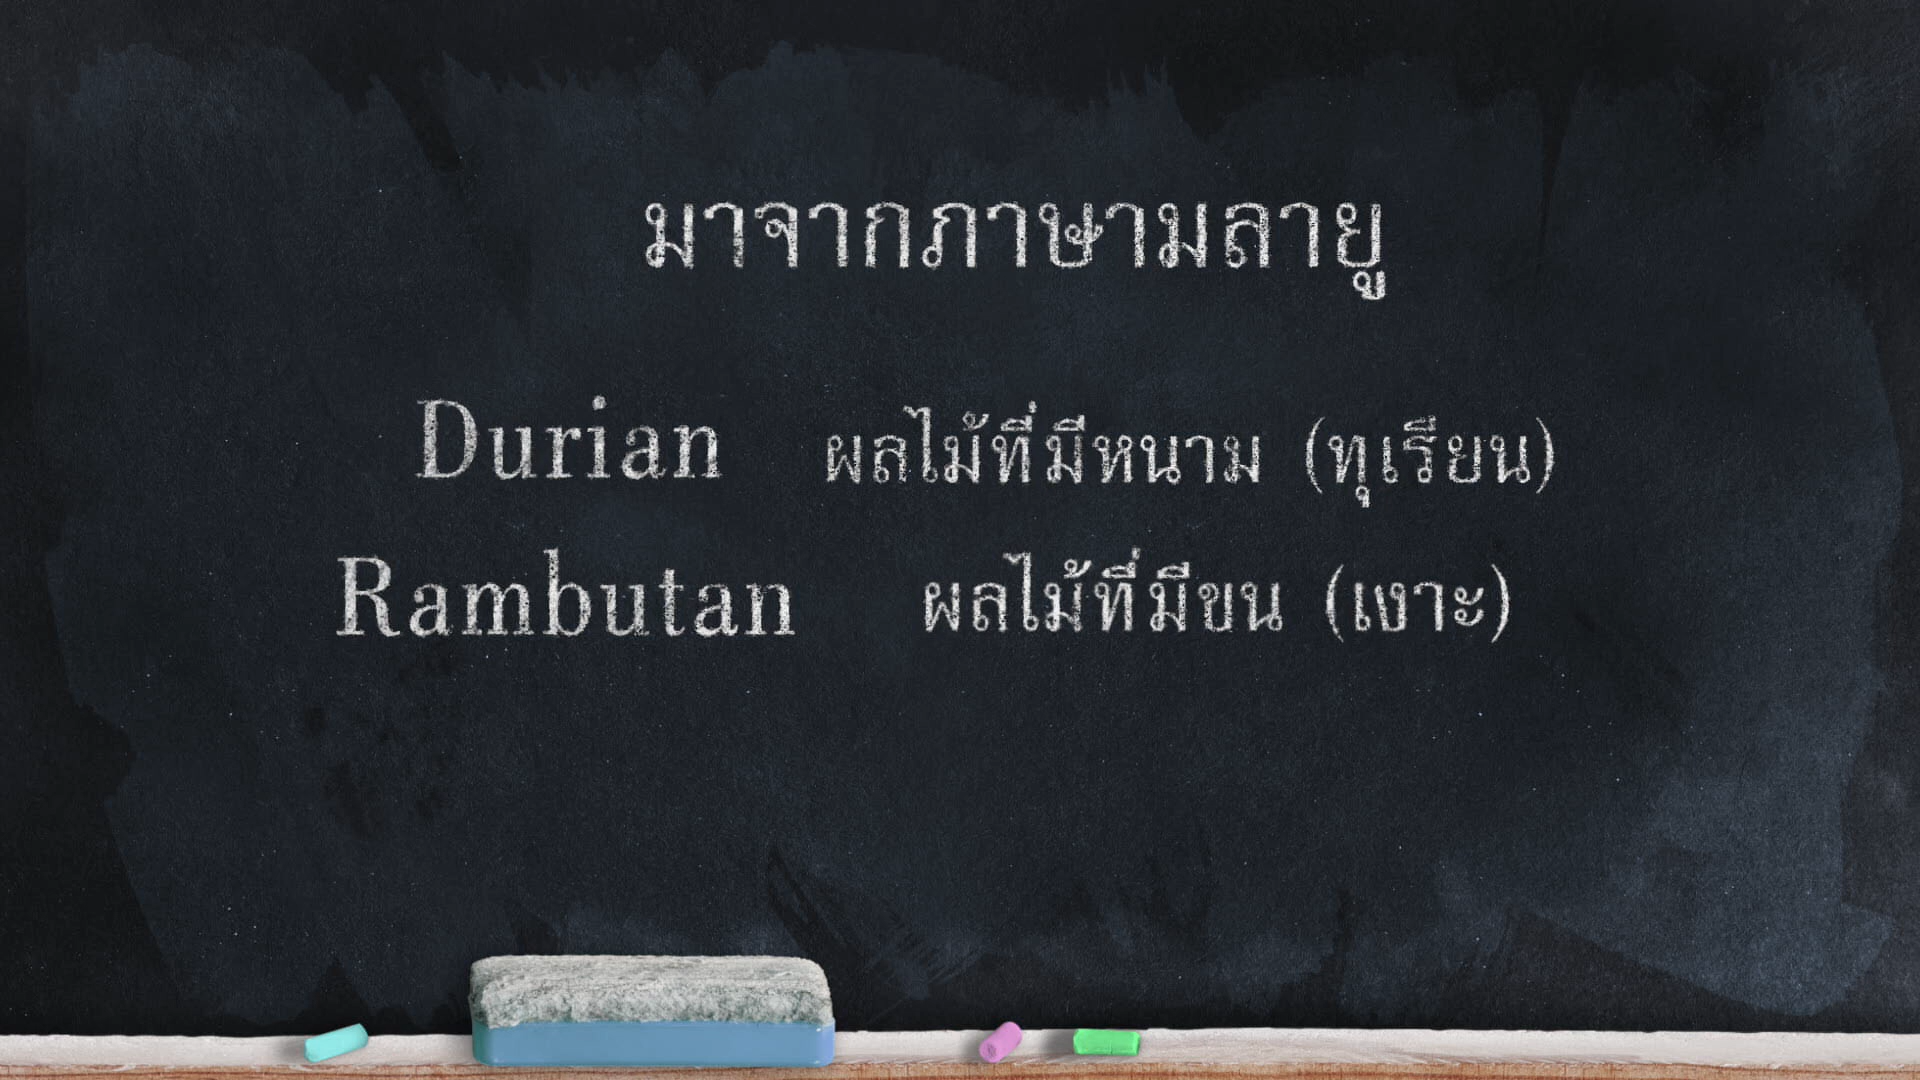 มาจากภาษามลายู
Durian ผลไม้ที่มีหนาม (ทุเรียน)
Rambutan ผลไม้ที่มีขน (เงาะ)